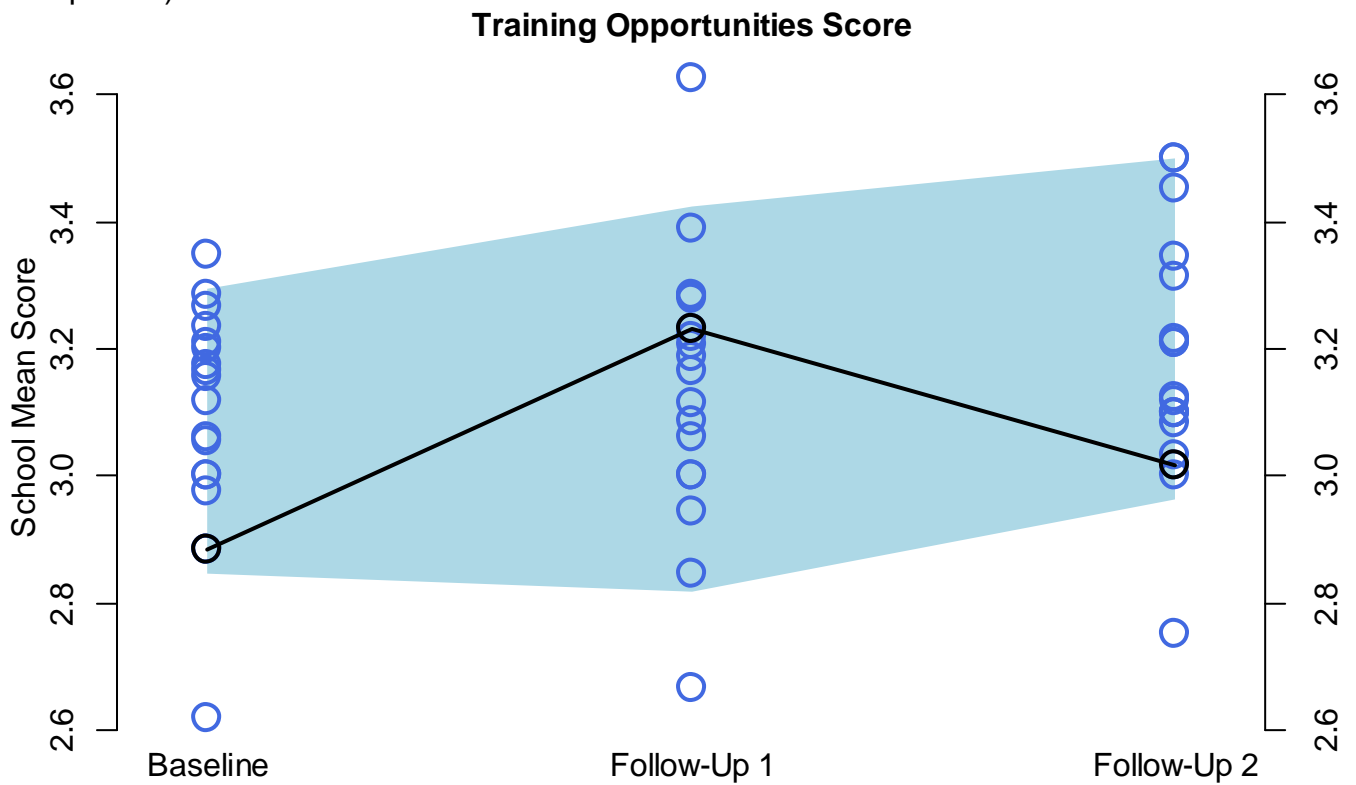 Training Opportunities Score
School Mean Score
3.6
3.4
3.2
3.0
2.8
2.6
3.6
3.4
3.2
3.0
2.8
2.6
Baseline
Follow-Up 1
Follow-Up 2